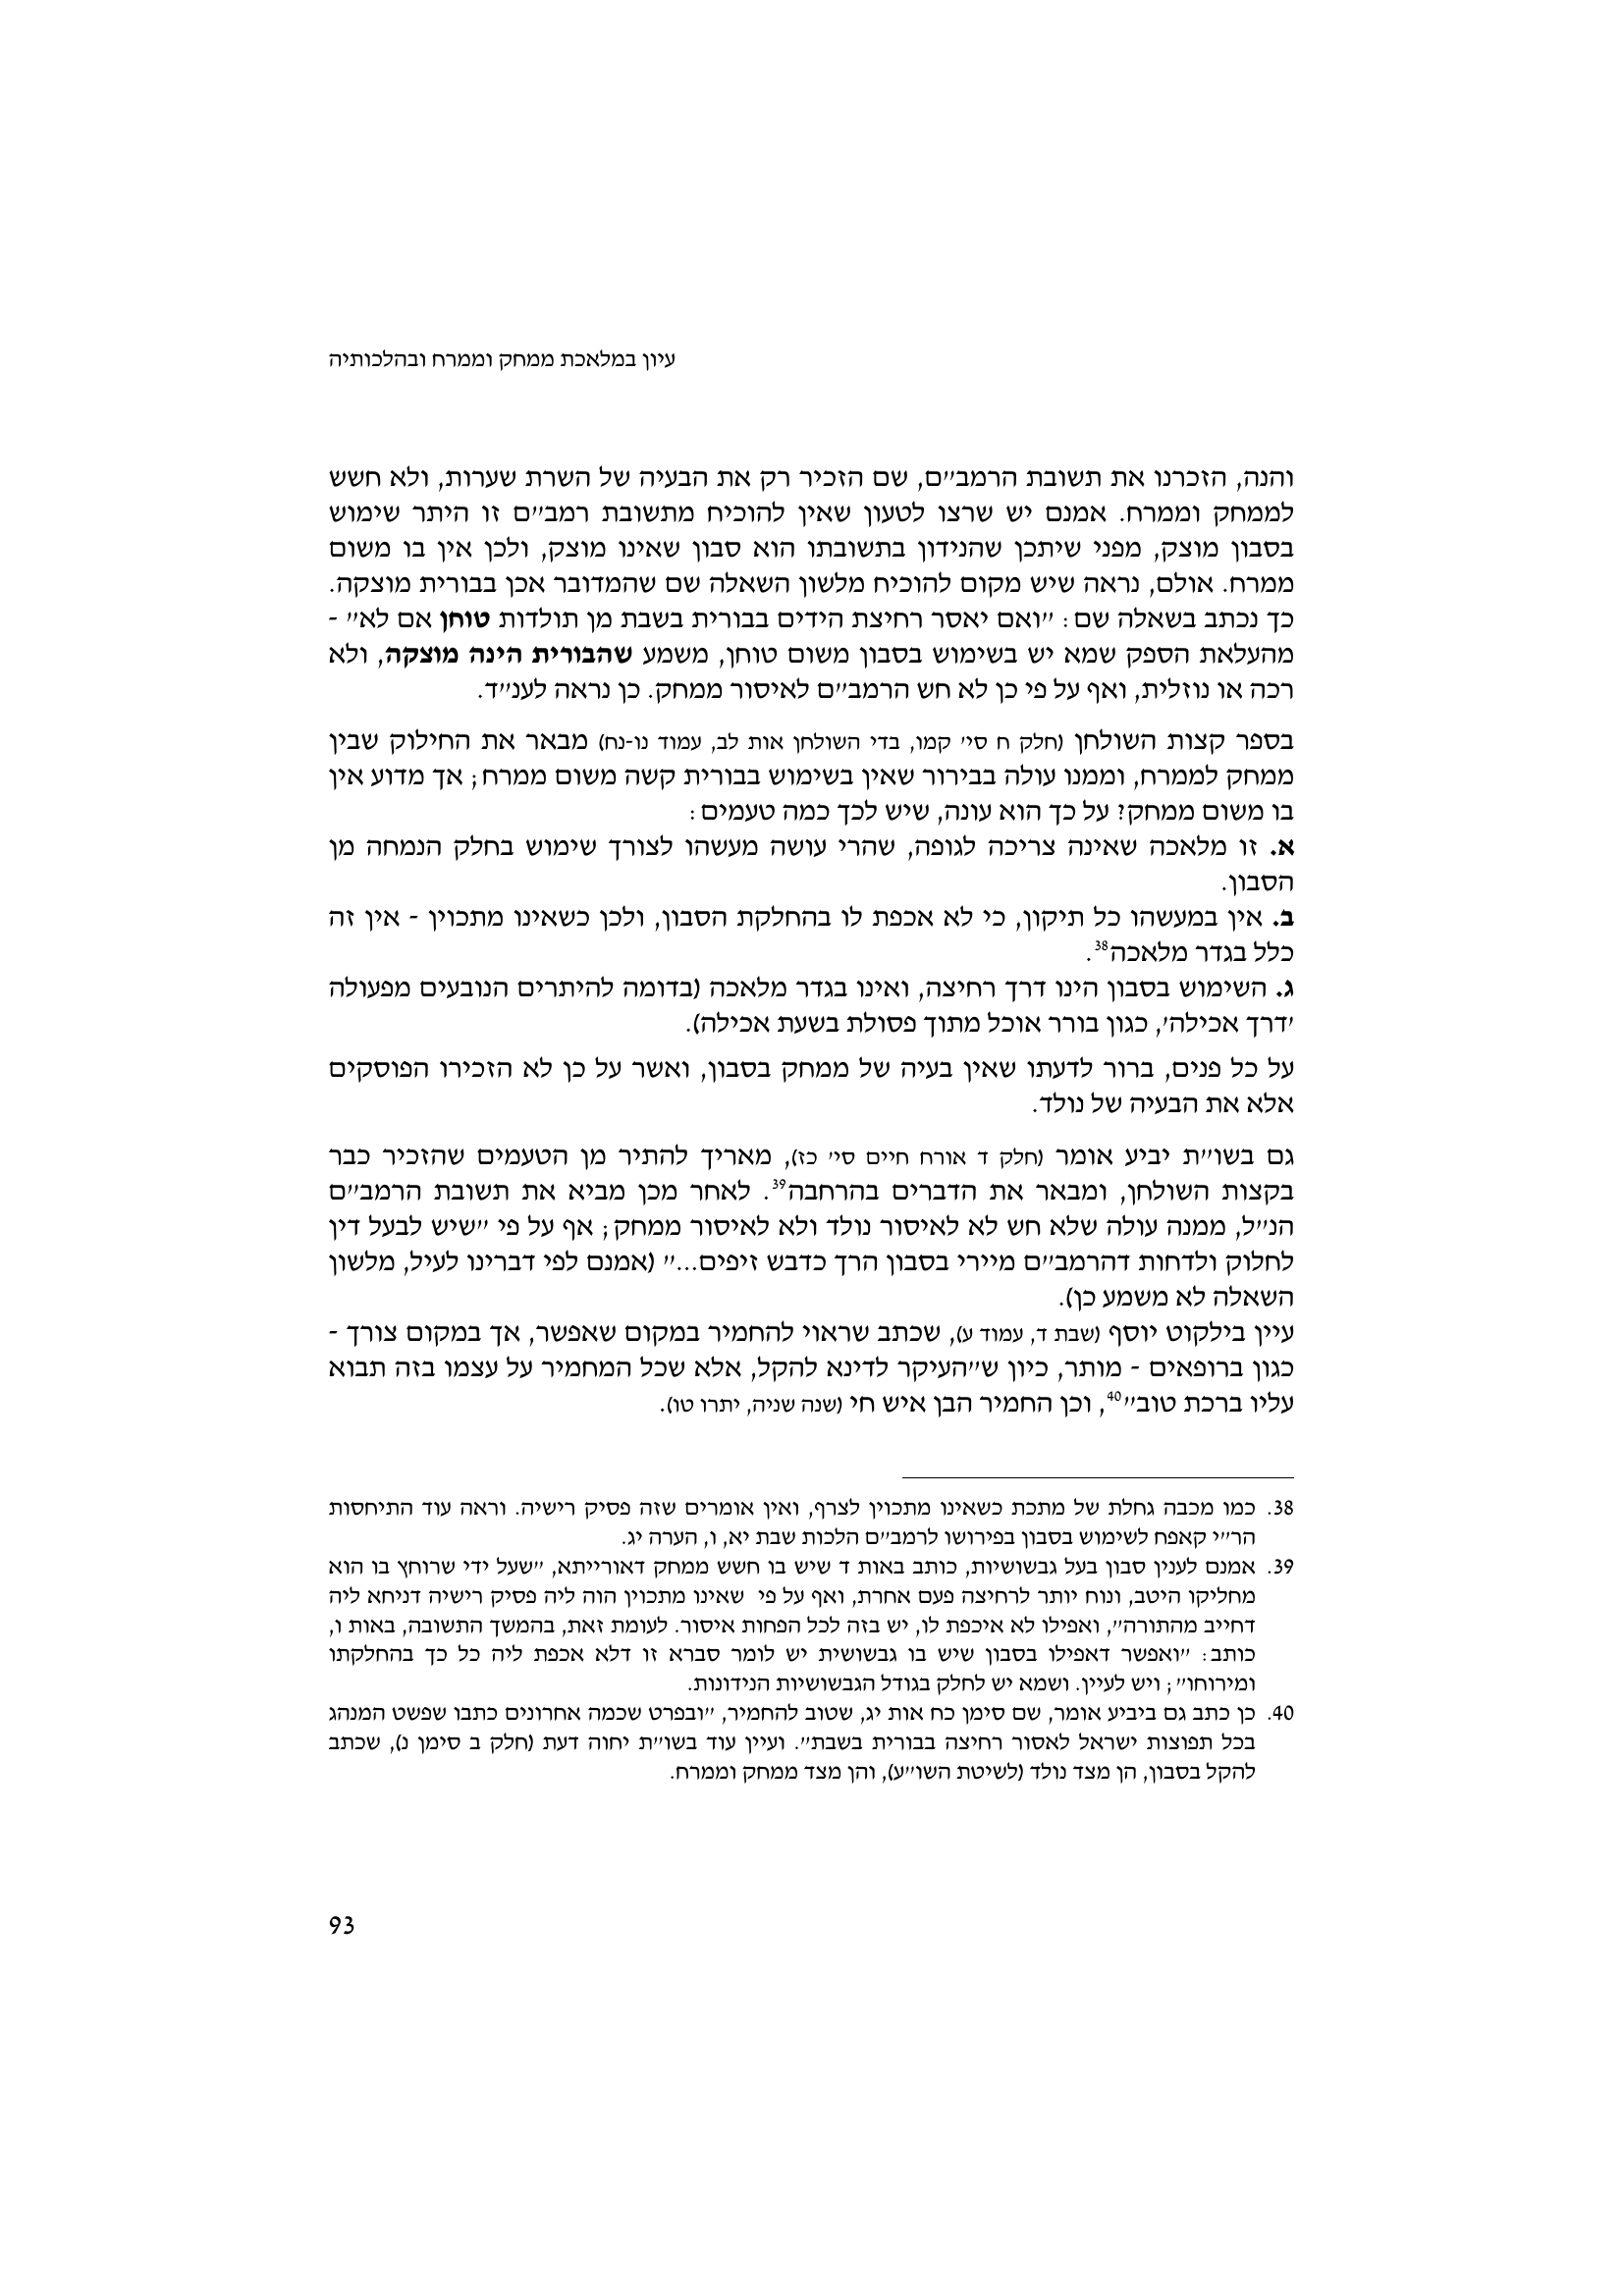 עיון במלאכת ממחק וממרח ובהלכותיה
והנה, הזכרנו את תשובת הרמב״ם, שם הזכיר רק את הבעיה של השרת שערות, ולא חשש
לממחק וממרח. אמנם יש שרצו לטעון שאין להוכיח מתשובת רמב״ם זו היתר שימוש
בסבון מוצק, מפני שיתכן שהנידון בתשובתו הוא סבון שאינו מוצק, ולכן אין בו משום
ממרח. אולם, נראה שיש מקום להוכיח מלשון השאלה שם שהמדובר אכן בבורית מוצקה.
כך נכתב בשאלה שם: ״ואם יאסר רחיצת הידים בבורית בשבת מן תולדות טוחן אם לא״ -
מהעלאת הספק שמא יש בשימוש בסבון משום טוחן, משמע שהבורית הינה מוצקה, ולא
רכה או נוזלית, ואף על פי כן לא חש הרמב״ם לאיסור ממחק. כן נראה לענ״ד.
בספר קצות השולחן (חלק ח סי׳ קמו, בדי השולחן אות לב, עמוד נו-נח) מבאר את החילוק שבין
ממחק לממרח, וממנו עולה בבירור שאין בשימוש בבורית קשה משום ממרח; אך מדוע אין
בו משום ממחק? על כך הוא עונה, שיש לכך כמה טעמים:
א. זו מלאכה שאינה צריכה לגופה, שהרי עושה מעשהו לצורך שימוש בחלק הנמחה מן
הסבון.
ב. אין במעשהו כל תיקון, כי לא אכפת לו בהחלקת הסבון, ולכן כשאינו מתכוין - אין זה
כלל בגדר מלאכה38.
ג. השימוש בסבון הינו דרך רחיצה, ואינו בגדר מלאכה (בדומה להיתרים הנובעים מפעולה
׳דרך אכילה׳, כגון בורר אוכל מתוך פסולת בשעת אכילה).
על כל פנים, ברור לדעתו שאין בעיה של ממחק בסבון, ואשר על כן לא הזכירו הפוסקים
אלא את הבעיה של נולד.
גם בשו״ת יביע אומר (חלק ד אורח חיים סי׳ כז), מאריך להתיר מן הטעמים שהזכיר כבר
בקצות השולחן, ומבאר את הדברים בהרחבה39. לאחר מכן מביא את תשובת הרמב״ם
הנ״ל, ממנה עולה שלא חש לא לאיסור נולד ולא לאיסור ממחק; אף על פי ״שיש לבעל דין
לחלוק ולדחות דהרמב״ם מיירי בסבון הרך כדבש זיפים...״ (אמנם לפי דברינו לעיל, מלשון
השאלה לא משמע כן).
עיין בילקוט יוסף (שבת ד, עמוד ע), שכתב שראוי להחמיר במקום שאפשר, אך במקום צורך -
כגון ברופאים - מותר, כיון ש״העיקר לדינא להקל, אלא שכל המחמיר על עצמו בזה תבוא
עליו ברכת טוב״40, וכן החמיר הבן איש חי (שנה שניה, יתרו טו).
38. כמו מכבה גחלת של מתכת כשאינו מתכוין לצרף, ואין אומרים שזה פסיק רישיה. וראה עוד התיחסות
הר״י קאפח לשימוש בסבון בפירושו לרמב״ם הלכות שבת יא, ו, הערה יג.
39. אמנם לענין סבון בעל גבשושיות, כותב באות ד שיש בו חשש ממחק דאורייתא, ״שעל ידי שרוחץ בו הוא
מחליקו היטב, ונוח יותר לרחיצה פעם אחרת, ואף על פי שאינו מתכוין הוה ליה פסיק רישיה דניחא ליה
דחייב מהתורה״, ואפילו לא איכפת לו, יש בזה לכל הפחות איסור. לעומת זאת, בהמשך התשובה, באות ו,
כותב: ״ואפשר דאפילו בסבון שיש בו גבשושית יש לומר סברא זו דלא אכפת ליה כל כך בהחלקתו
ומירוחו״; ויש לעיין. ושמא יש לחלק בגודל הגבשושיות הנידונות.
40. כן כתב גם ביביע אומר, שם סימן כח אות יג, שטוב להחמיר, ״ובפרט שכמה אחרונים כתבו שפשט המנהג
בכל תפוצות ישראל לאסור רחיצה בבורית בשבת״. ועיין עוד בשו״ת יחוה דעת (חלק ב סימן נ), שכתב
להקל בסבון, הן מצד נולד (לשיטת השו״ע), והן מצד ממחק וממרח.
93